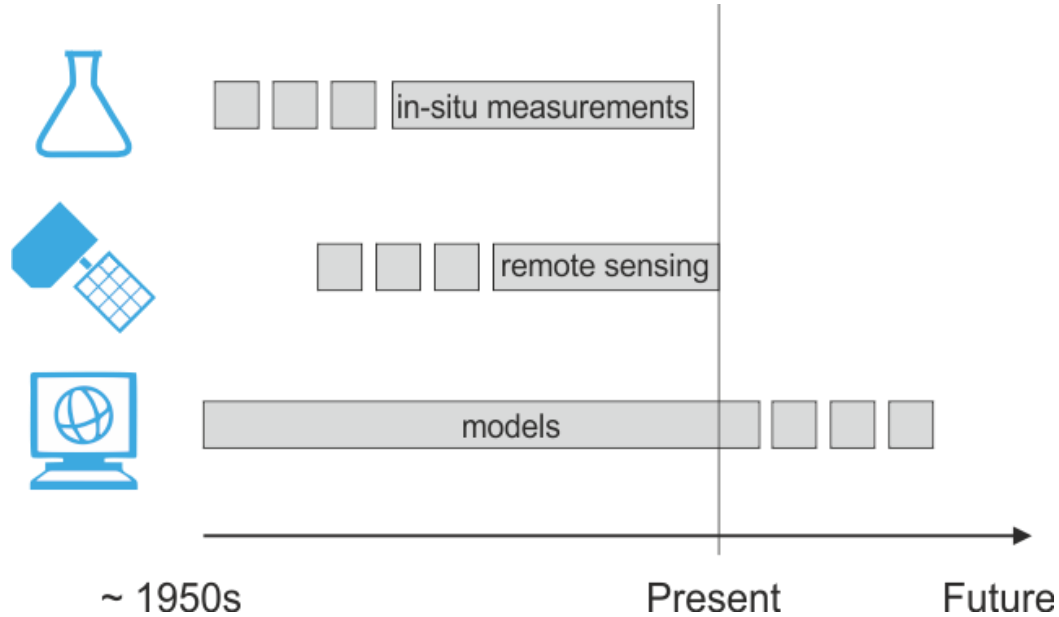 in-situ measurements
remote sensing
models
~ 1950s Present Future